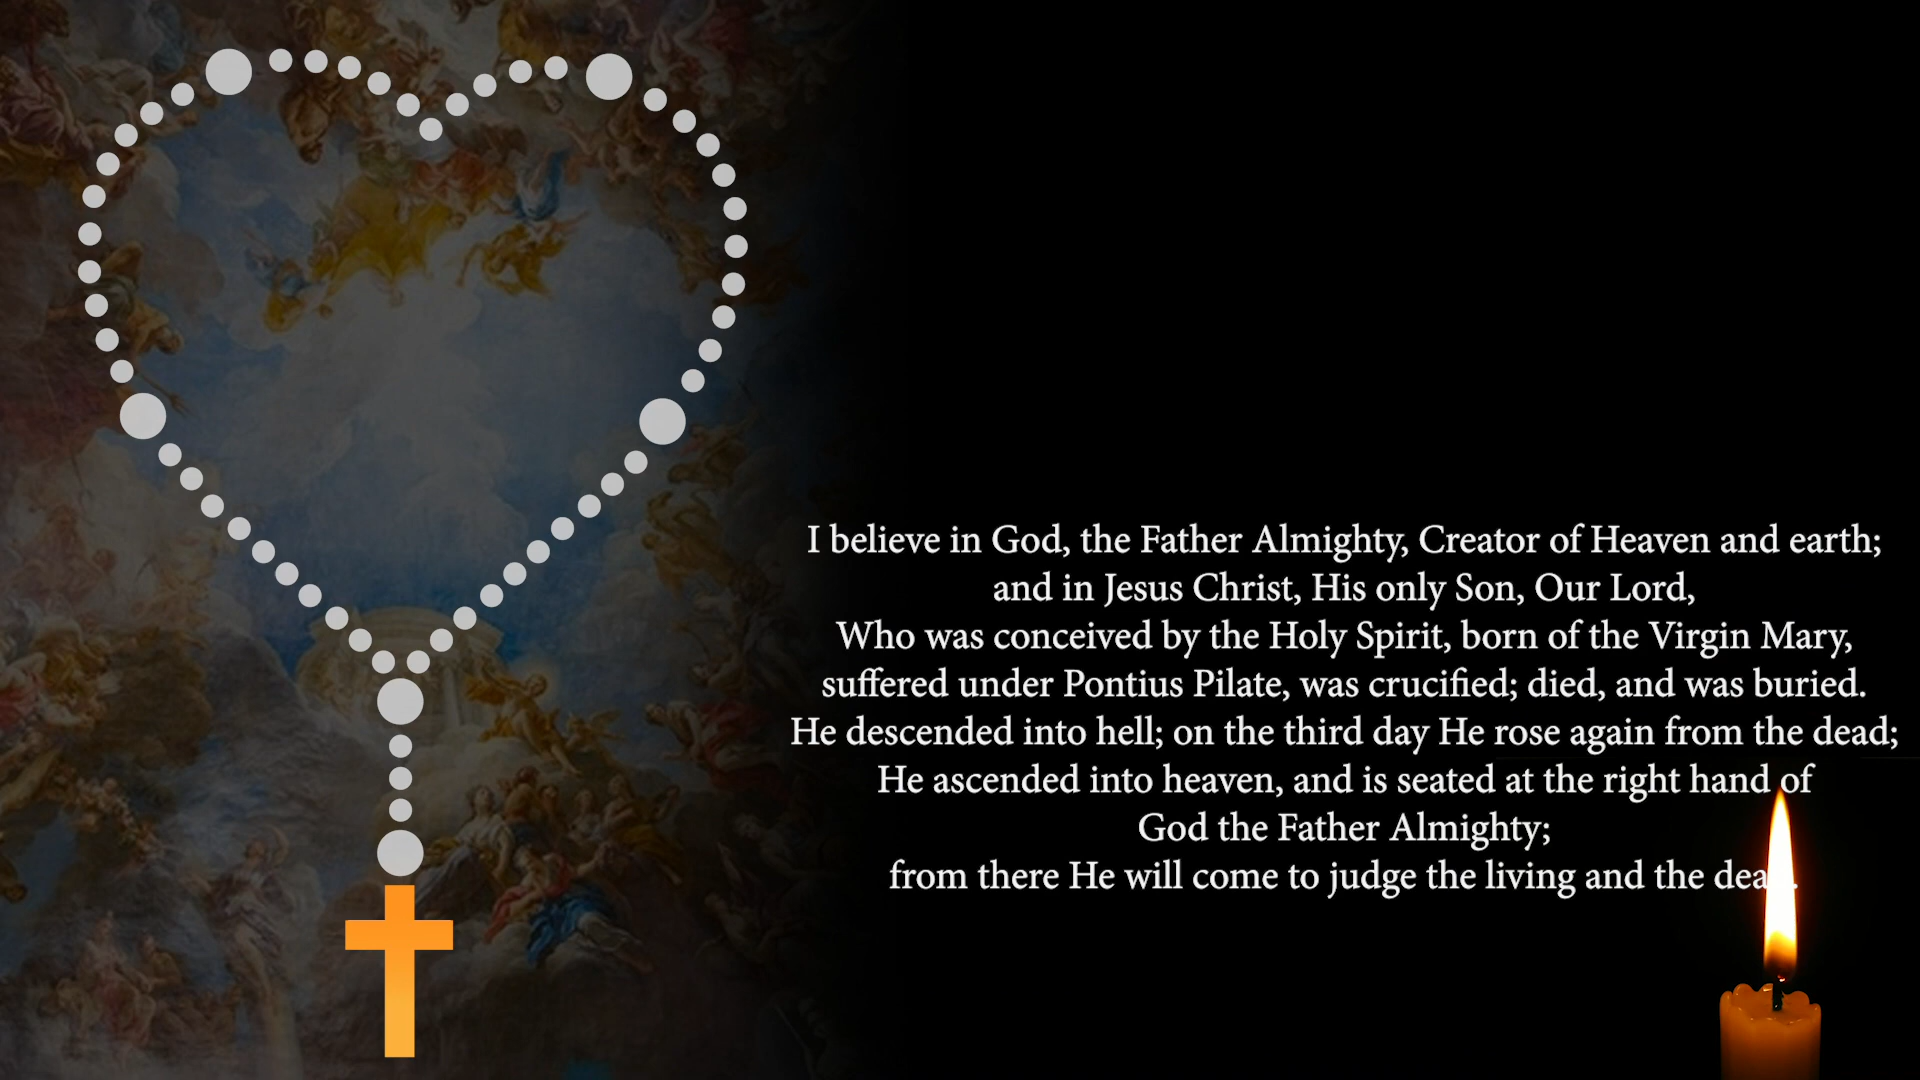 I believe in God, the Father Almighty, Creator of Heaven and earth;
and in Jesus Christ, His only Son, Our Lord,
Who was conceived by the Holy Spirit, born of the Virgin Mary,
suffered under Pontius Pilate, was crucified; died, and was buried.
He descended into hell; on the third day He rose again from the dead;
He ascended into heaven, and is seated at the right hand of
God the Father Almighty;
from there He will come to judge the living and the dead.